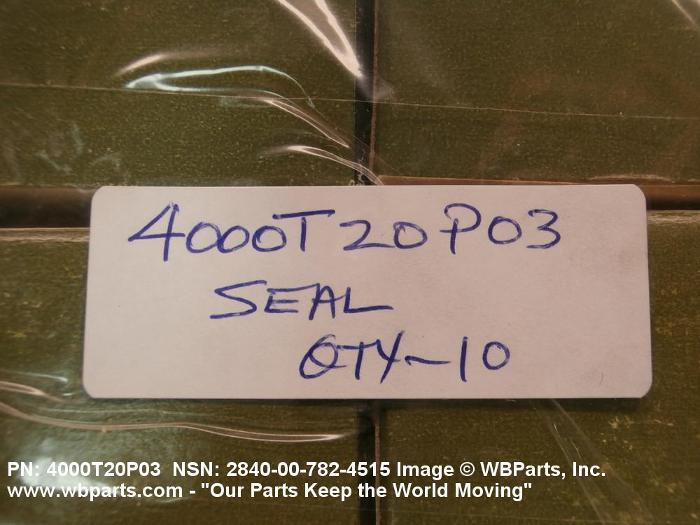 4000T20P03
SEAL
QTY-10
PN: 4000T20P03 NSN: 2840-00-782-4515 Image © WBParts, Inc.
www.wbparts.com - "Our Parts Keep the World Moving"